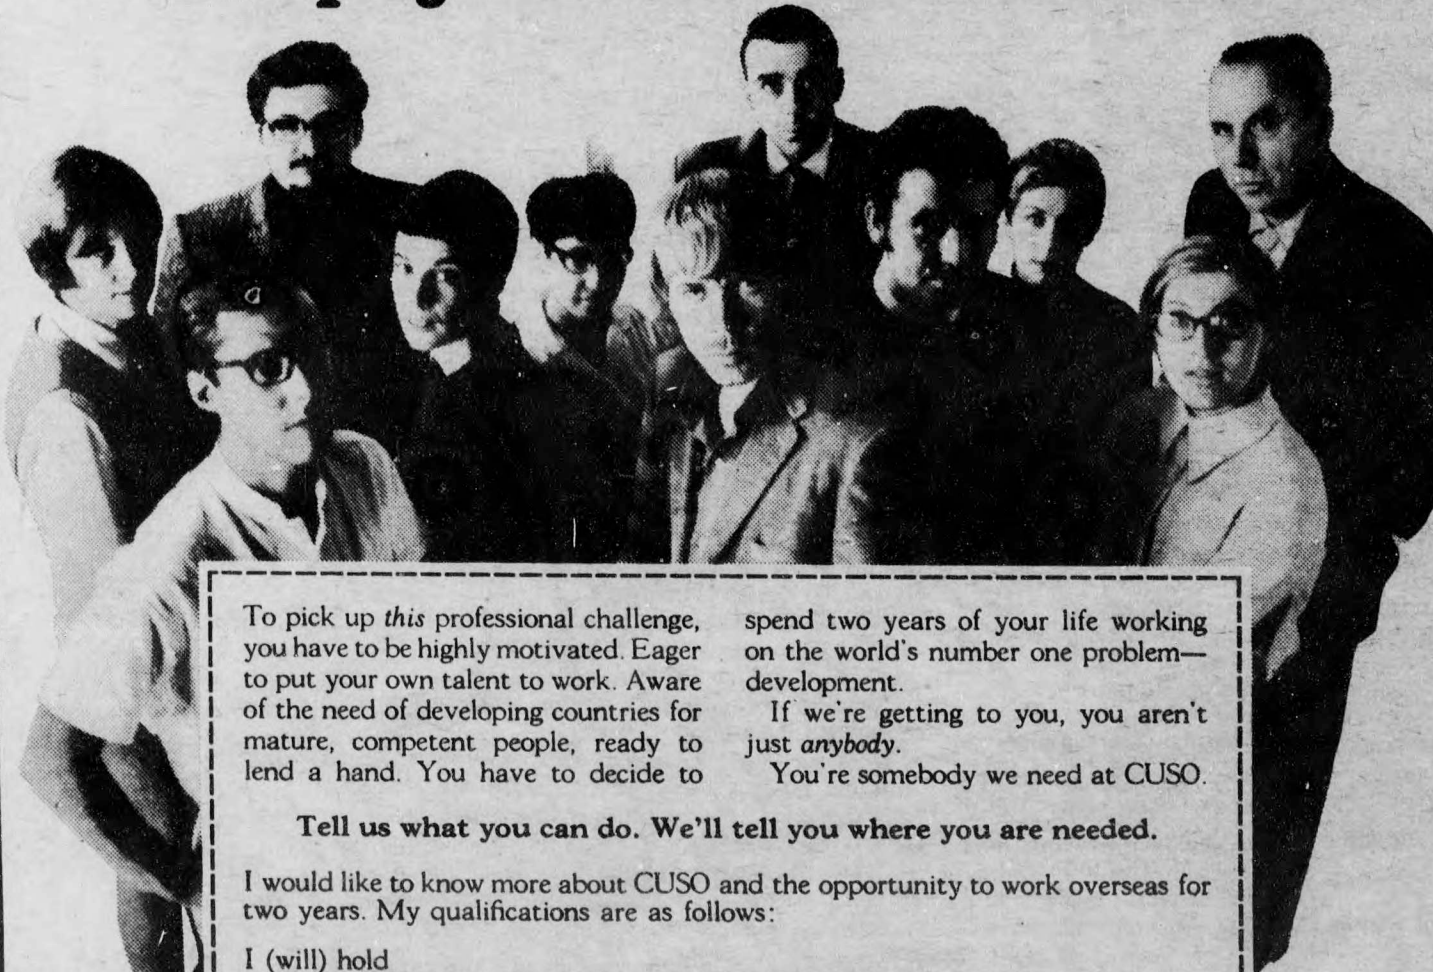 To pick up this professional challenge,
you have to be highly motivated. Eager
to put your own talent to work. Aware
of the need of developing countries for
mature, competent people, ready to
lend a hand. You have to decide to
spend two years of your life working
on the world's number one problem—
development.
If we're getting to you, you aren't
just anybody.
You're somebody we need at CUSO.
Tell us what you can do. We'll tell you where you are needed.
I would like to know more about CUSO and the opportunity to work overseas for
two years. My qualifications are as follows:
I (will) hold